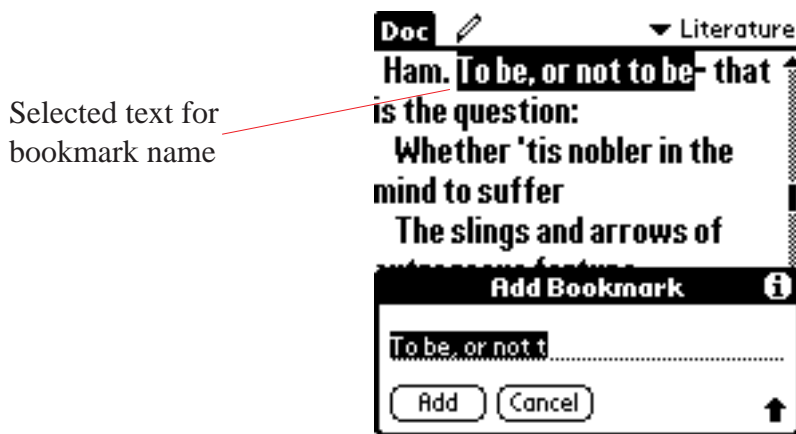 Doc
Literature
Ham. To be, or not to be- that
is the question:
Selected text for
bookmark name
Whether 'tis nobler in the
mind to suffer
The slings and arrows of
Add Bookmark
To be, or not t
Add
Cancel